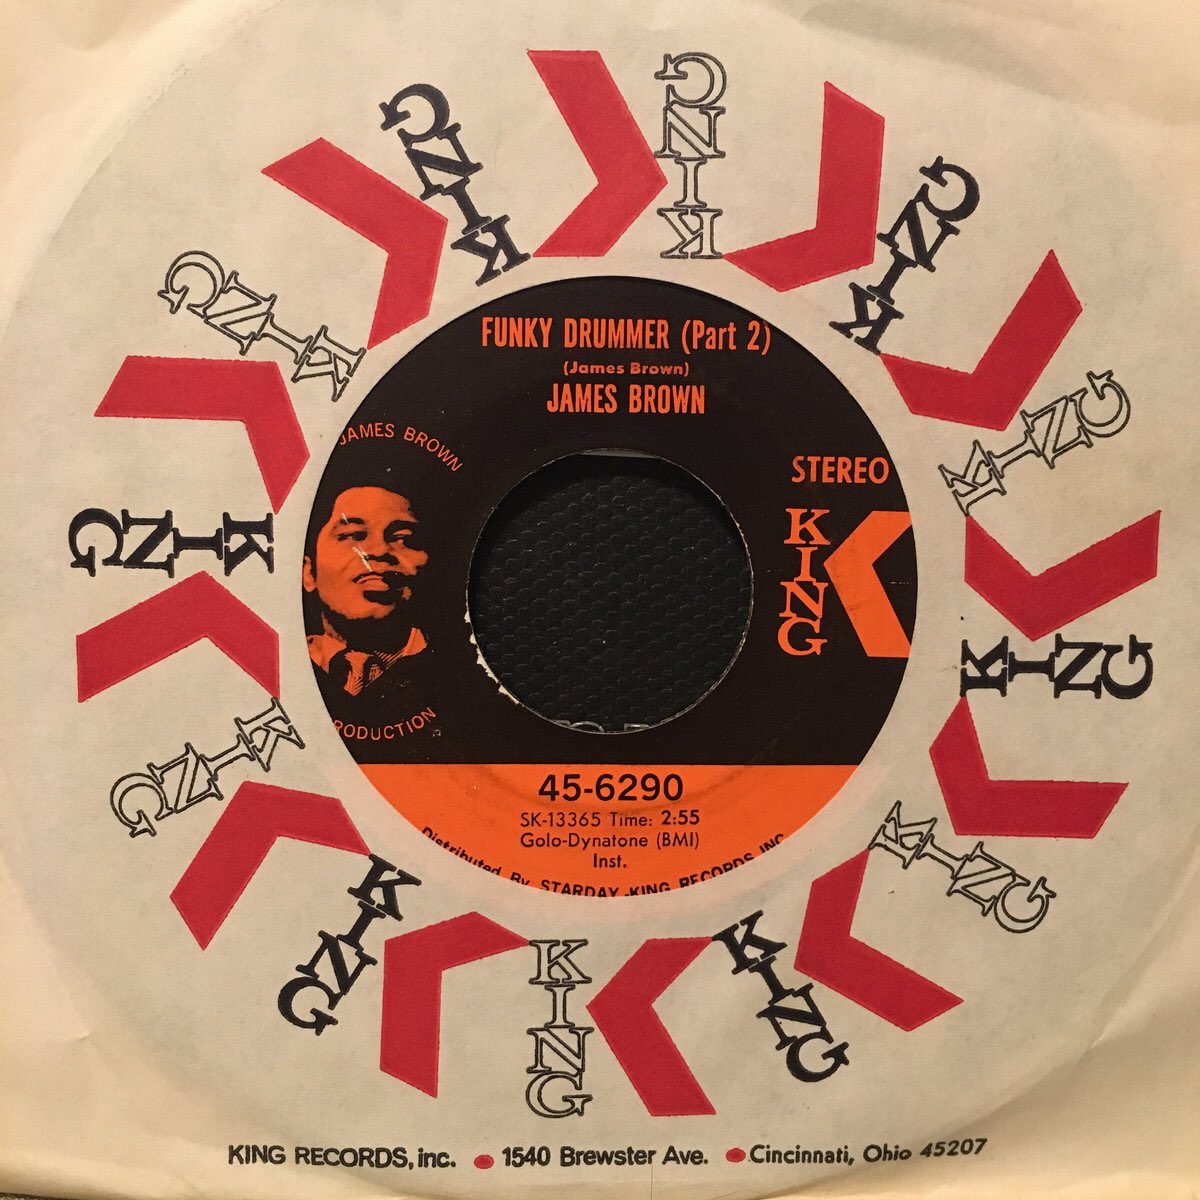 KING
KING
KING
KING
KING
KING
KING
KING
KING
KING
KING
KING
FUNKY DRUMMER (Part 2)
(James Brown)
JAMES BROWN
JAMES BROWN
RODUCTION
STEREO
KING
45-6290
SK-13365 Time: 2:55
Golo-Dynatone (BMI)
Inst.
Distributed By STARDAY-KING RECORDS INC
KING RECORDS, inc. • 1540 Brewster Ave. • Cincinnati, Ohio 45207